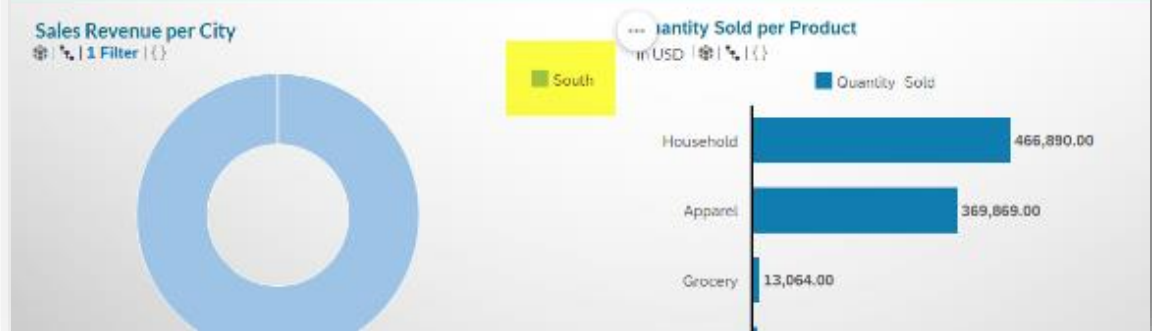 Sales Revenue per City
1 Filter
South
Sold per Product
In USD
Quantity Sold
Household
466,890.00
Apparel
369,869.00
Grocery
13,064.00